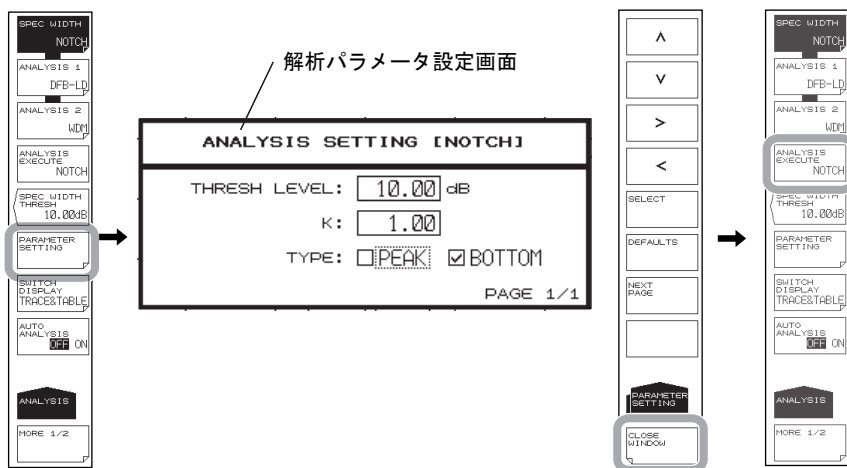 SPEC WIDTH
NOTCH
ANALYSIS 1
DFB-LD
ANALYSIS 2
WDM
ANALYSIS
EXECUTE
NOTCH
SPEC WIDTH
THRESH
10.00dB
PARAMETER
SETTING
SWITCH
DISPLAY
TRACE&TABLE
AUTO
ANALYSIS
OFF ON
ANALYSIS
MORE 1/2
解析パラメータ設定画面
ANALYSIS SETTING [NOTCH]
THRESH LEVEL: 10.00 dB
K: 1.00
TYPE: PEAK BOTTOM
PAGE 1/1
∧
∨
>
<
SELECT
DEFAULTS
NEXT
PAGE
PARAMETER
SETTING
CLOSE
WINDOW
SPEC WIDTH
NOTCH
ANALYSIS 1
DFB-LD
ANALYSIS 2
WDM
ANALYSIS
EXECUTE
NOTCH
SPEC WIDTH
THRESH
10.00dB
PARAMETER
SETTING
SWITCH
DISPLAY
TRACE&TABLE
AUTO
ANALYSIS
OFF ON
ANALYSIS
MORE 1/2